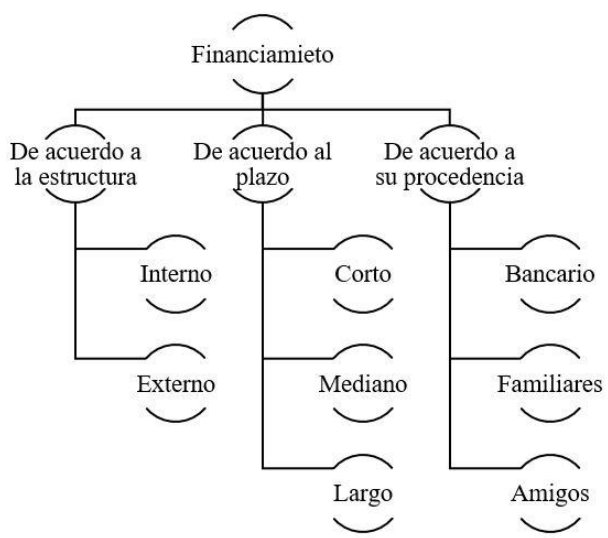 Financiamieto
De acuerdo a
la estructura
De acuerdo al
plazo
De acuerdo a
su procedencia
Interno
Corto
Bancario
Externo
Mediano
Familiares
Largo
Amigos